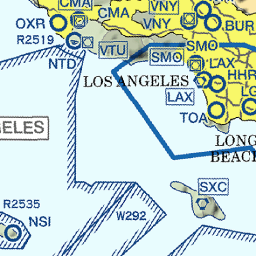 CMA
VNY
OXR
CMA
VNY
BUR
R2519
VTU
SMO
NTD
SMO
LAX
LOS ANGELES
HHR
LAX
TOA
LONG
BEACH
SXC
R2535
W292
NSI